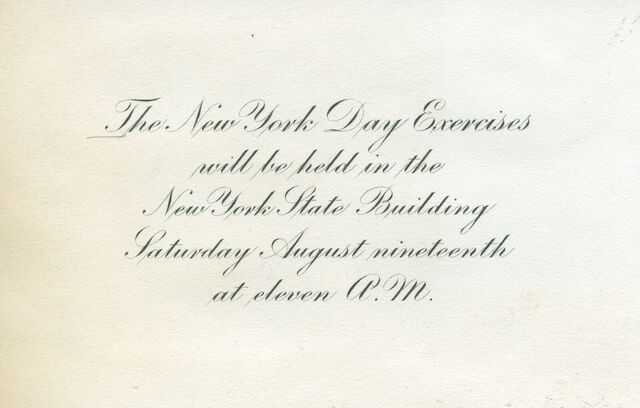 The New York Day Exercises
will be held in the
New York State Building
Saturday August nineteenth
at eleven A.M.